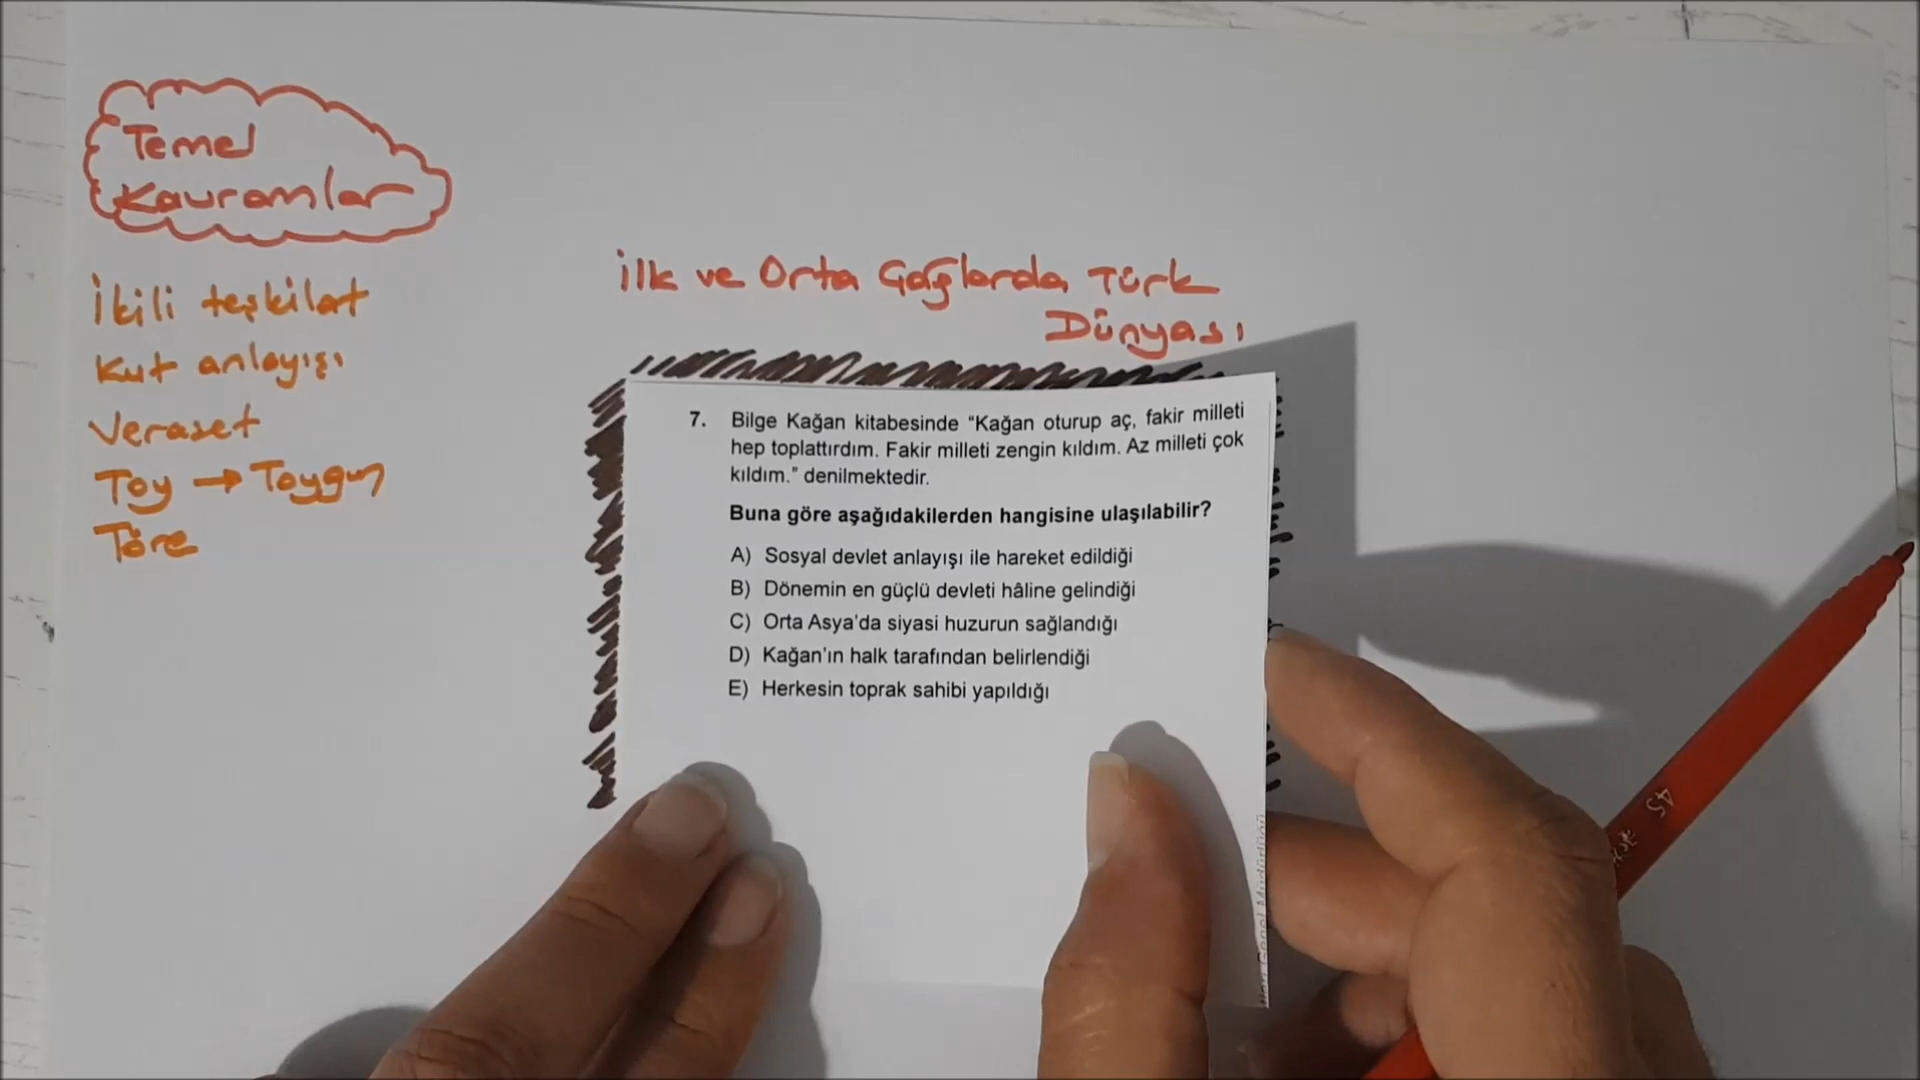 Temel
Kavramlar
İkili teşkilat
Kut anlayışı
Veraset
Toy → Toygun
Töre
İlk ve Orta Çağlarda Türk
Dünyası
7. Bilge Kağan kitabesinde “Kağan oturup aç, fakir milleti
hep toplattırdım. Fakir milleti zengin kıldım. Az milleti çok
kıldım.” denilmektedir.
Buna göre aşağıdakilerden hangisine ulaşılabilir?
A) Sosyal devlet anlayışı ile hareket edildiği
B) Dönemin en güçlü devleti hâline gelindiği
C) Orta Asya’da siyasi huzurun sağlandığı
D) Kağan’ın halk tarafından belirlendiği
E) Herkesin toprak sahibi yapıldığı
45